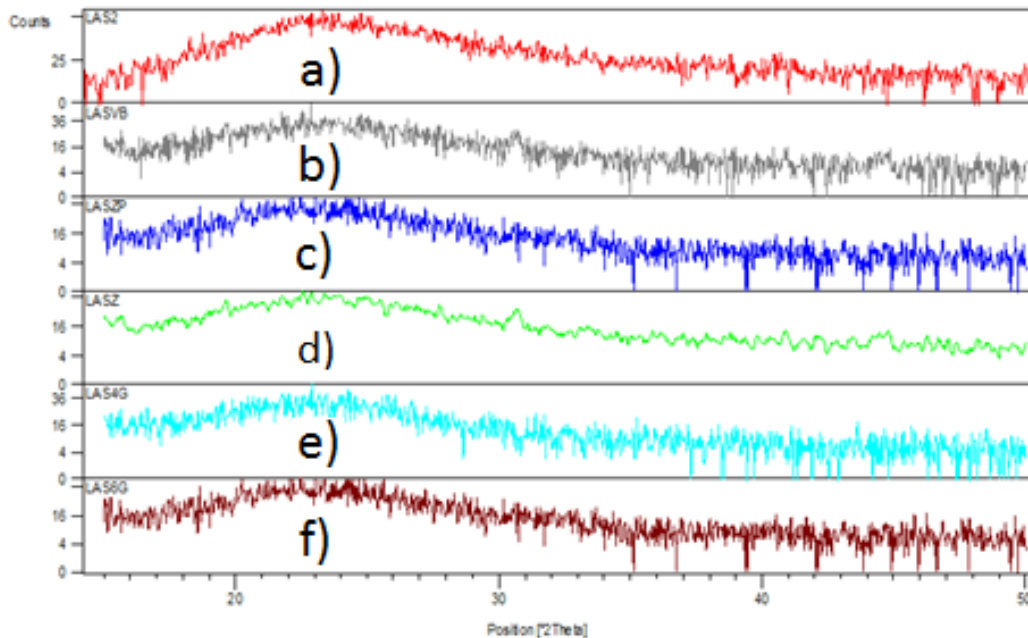 Counts
LAS2
25
0
a)
LASVB
36
16
4
0
b)
LASZP
16
4
0
c)
LASZ
16
4
0
d)
LAS4G
36
16
4
0
e)
LAS6G
16
4
0
f)
20 30 40 50
Position [°2Theta]